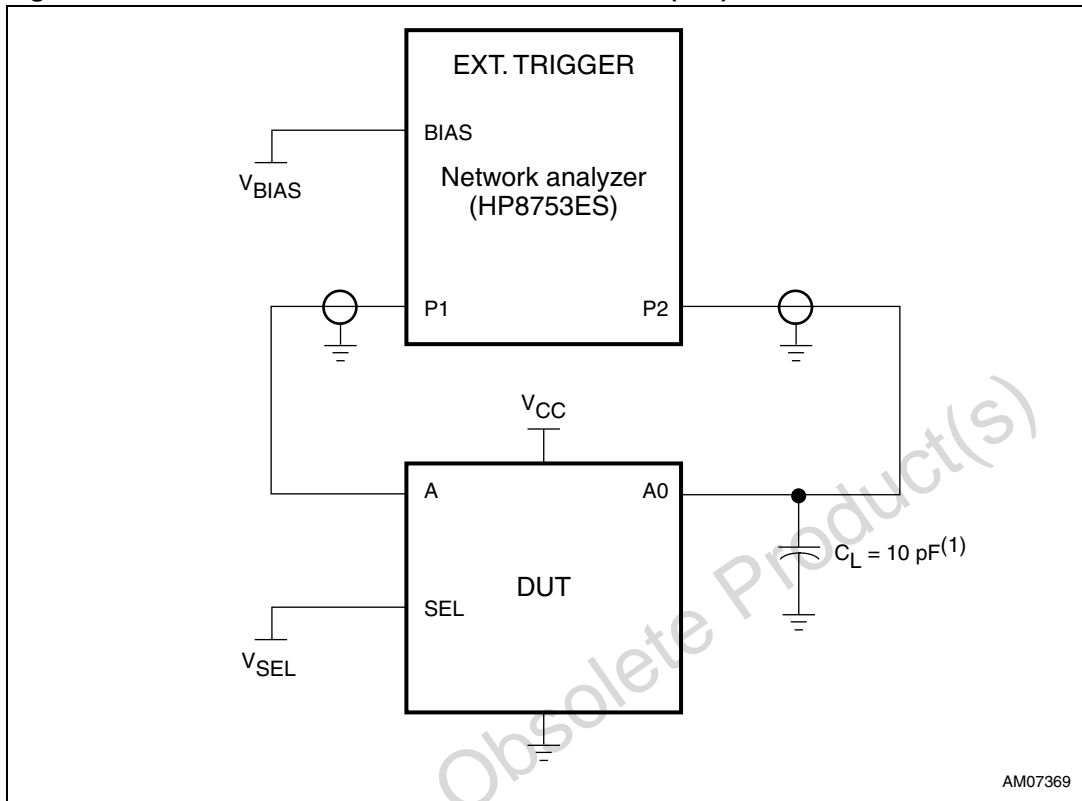 EXT. TRIGGER
BIAS
VBIAS
Network analyzer
(HP8753ES)
P1
P2
VCC
A
A0
CL = 10 pF(1)
DUT
SEL
VSEL
Obsolete Product(s)
AM07369